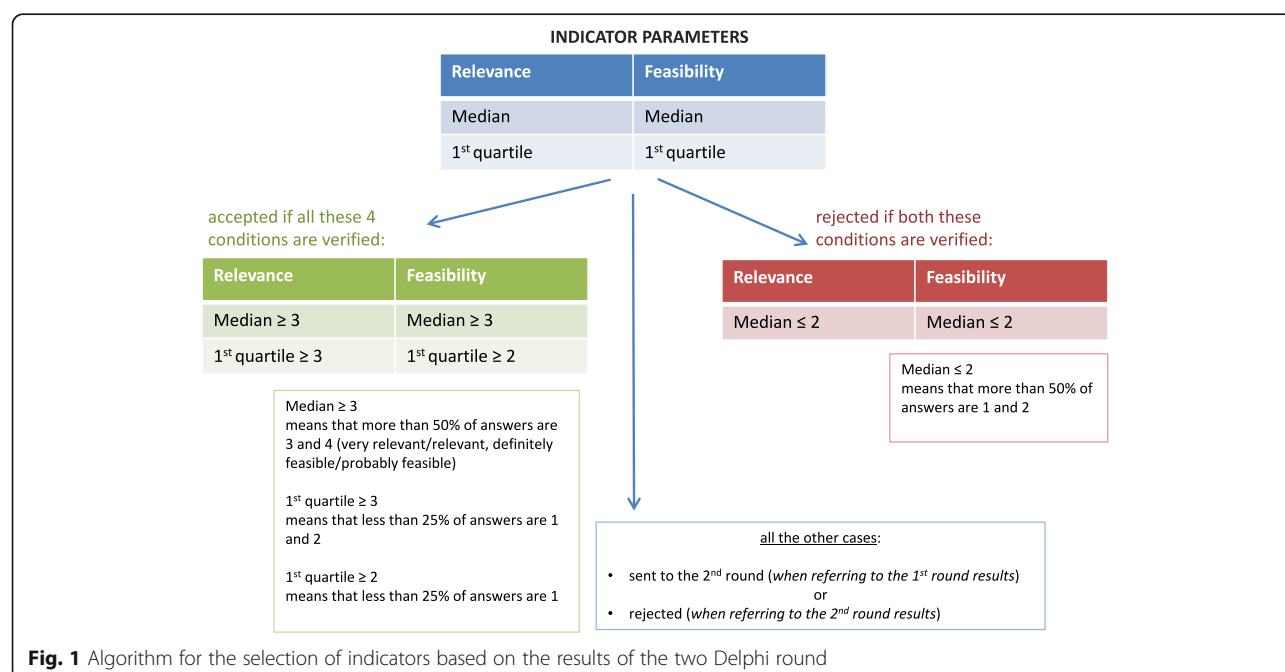 INDICATOR PARAMETERS
Relevance Feasibility
Median Median
1st quartile 1st quartile
accepted if all these 4
conditions are verified:
Relevance Feasibility
Median ≥ 3 Median ≥ 3
1st quartile ≥ 3 1st quartile ≥ 2
Median ≥ 3
means that more than 50% of answers are
3 and 4 (very relevant/relevant, definitely
feasible/probably feasible)
1st quartile ≥ 3
means that less than 25% of answers are 1
and 2
1st quartile ≥ 2
means that less than 25% of answers are 1
rejected if both these
conditions are verified:
Relevance Feasibility
Median ≤ 2 Median ≤ 2
Median ≤ 2
means that more than 50% of
answers are 1 and 2
all the other cases:
• sent to the 2nd round (when referring to the 1st round results)
or
• rejected (when referring to the 2nd round results)
Fig. 1 Algorithm for the selection of indicators based on the results of the two Delphi round